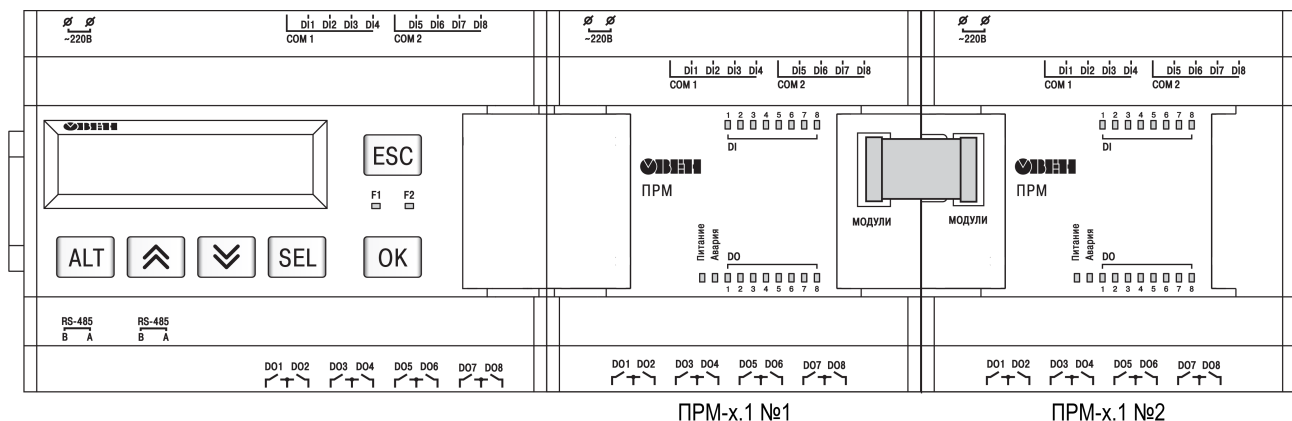 ~220В
DI1 DI2 DI3 DI4 DI5 DI6 DI7 DI8
COM 1 COM 2
~220В
~220В
DI1 DI2 DI3 DI4 DI5 DI6 DI7 DI8
COM 1 COM 2
DI1 DI2 DI3 DI4 DI5 DI6 DI7 DI8
COM 1 COM 2
ОВЕН
ESC
F1 F2
ALT SEL OK
1 2 3 4 5 6 7 8
DI
ОВЕН
ПРМ
МОДУЛИ
Питание
Авария
DO
1 2 3 4 5 6 7 8
МОДУЛИ
1 2 3 4 5 6 7 8
DI
ОВЕН
ПРМ
Питание
Авария
DO
1 2 3 4 5 6 7 8
RS-485 RS-485
B A B A
DO1 DO2 DO3 DO4 DO5 DO6 DO7 DO8
DO1 DO2 DO3 DO4 DO5 DO6 DO7 DO8
DO1 DO2 DO3 DO4 DO5 DO6 DO7 DO8
ПРМ-х.1 №1
ПРМ-х.1 №2